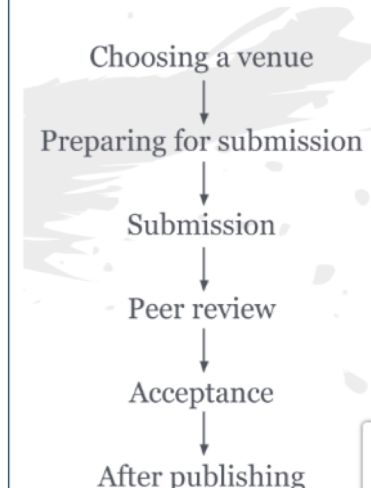 Choosing a venue
Preparing for submission
Submission
Peer review
Acceptance
After publishing